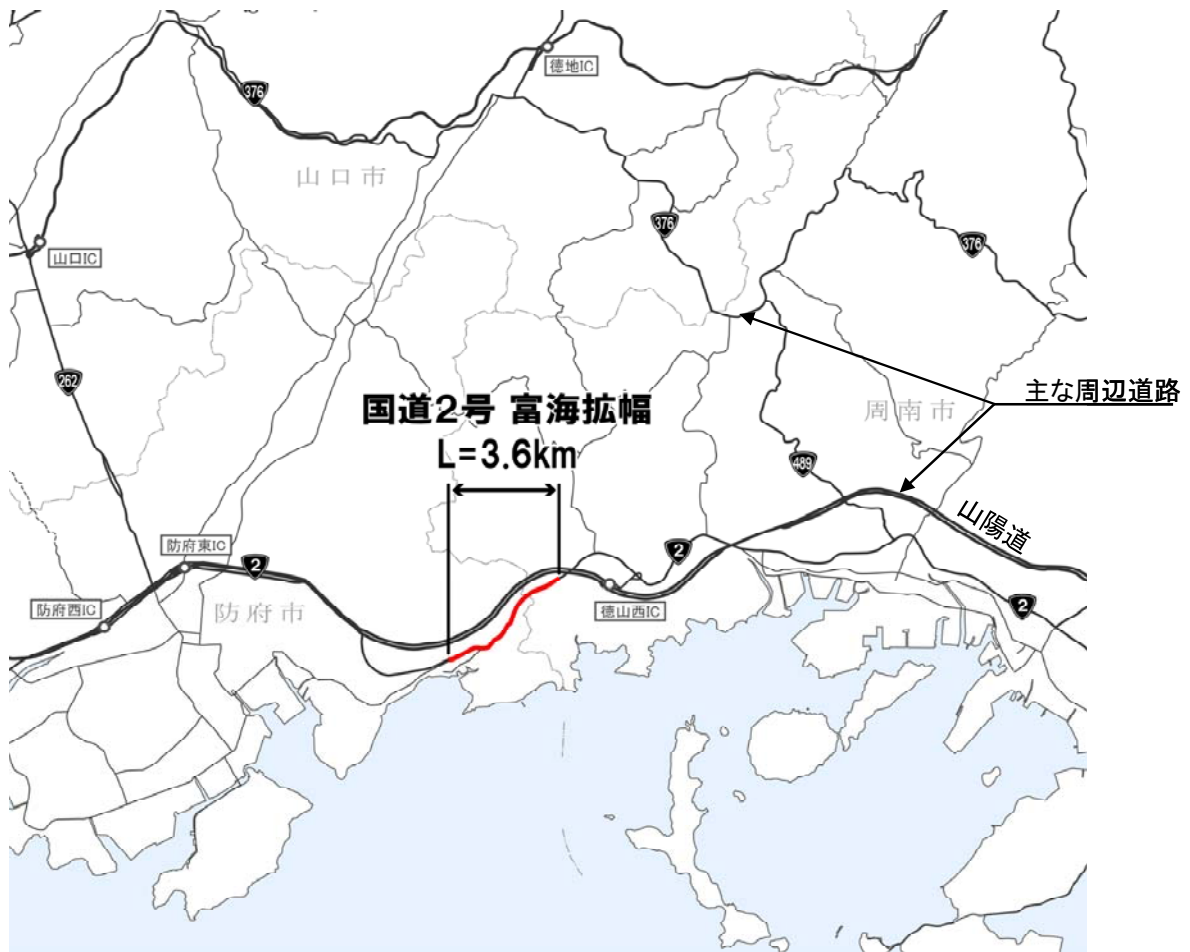 徳地IC
376
山口市
376
376
山口IC
262
国道2号 富海拡幅
L=3.6km
主な周辺道路
周南市
489
山陽道
防府東IC
2
2
防府西IC
防府市
徳山西IC
2